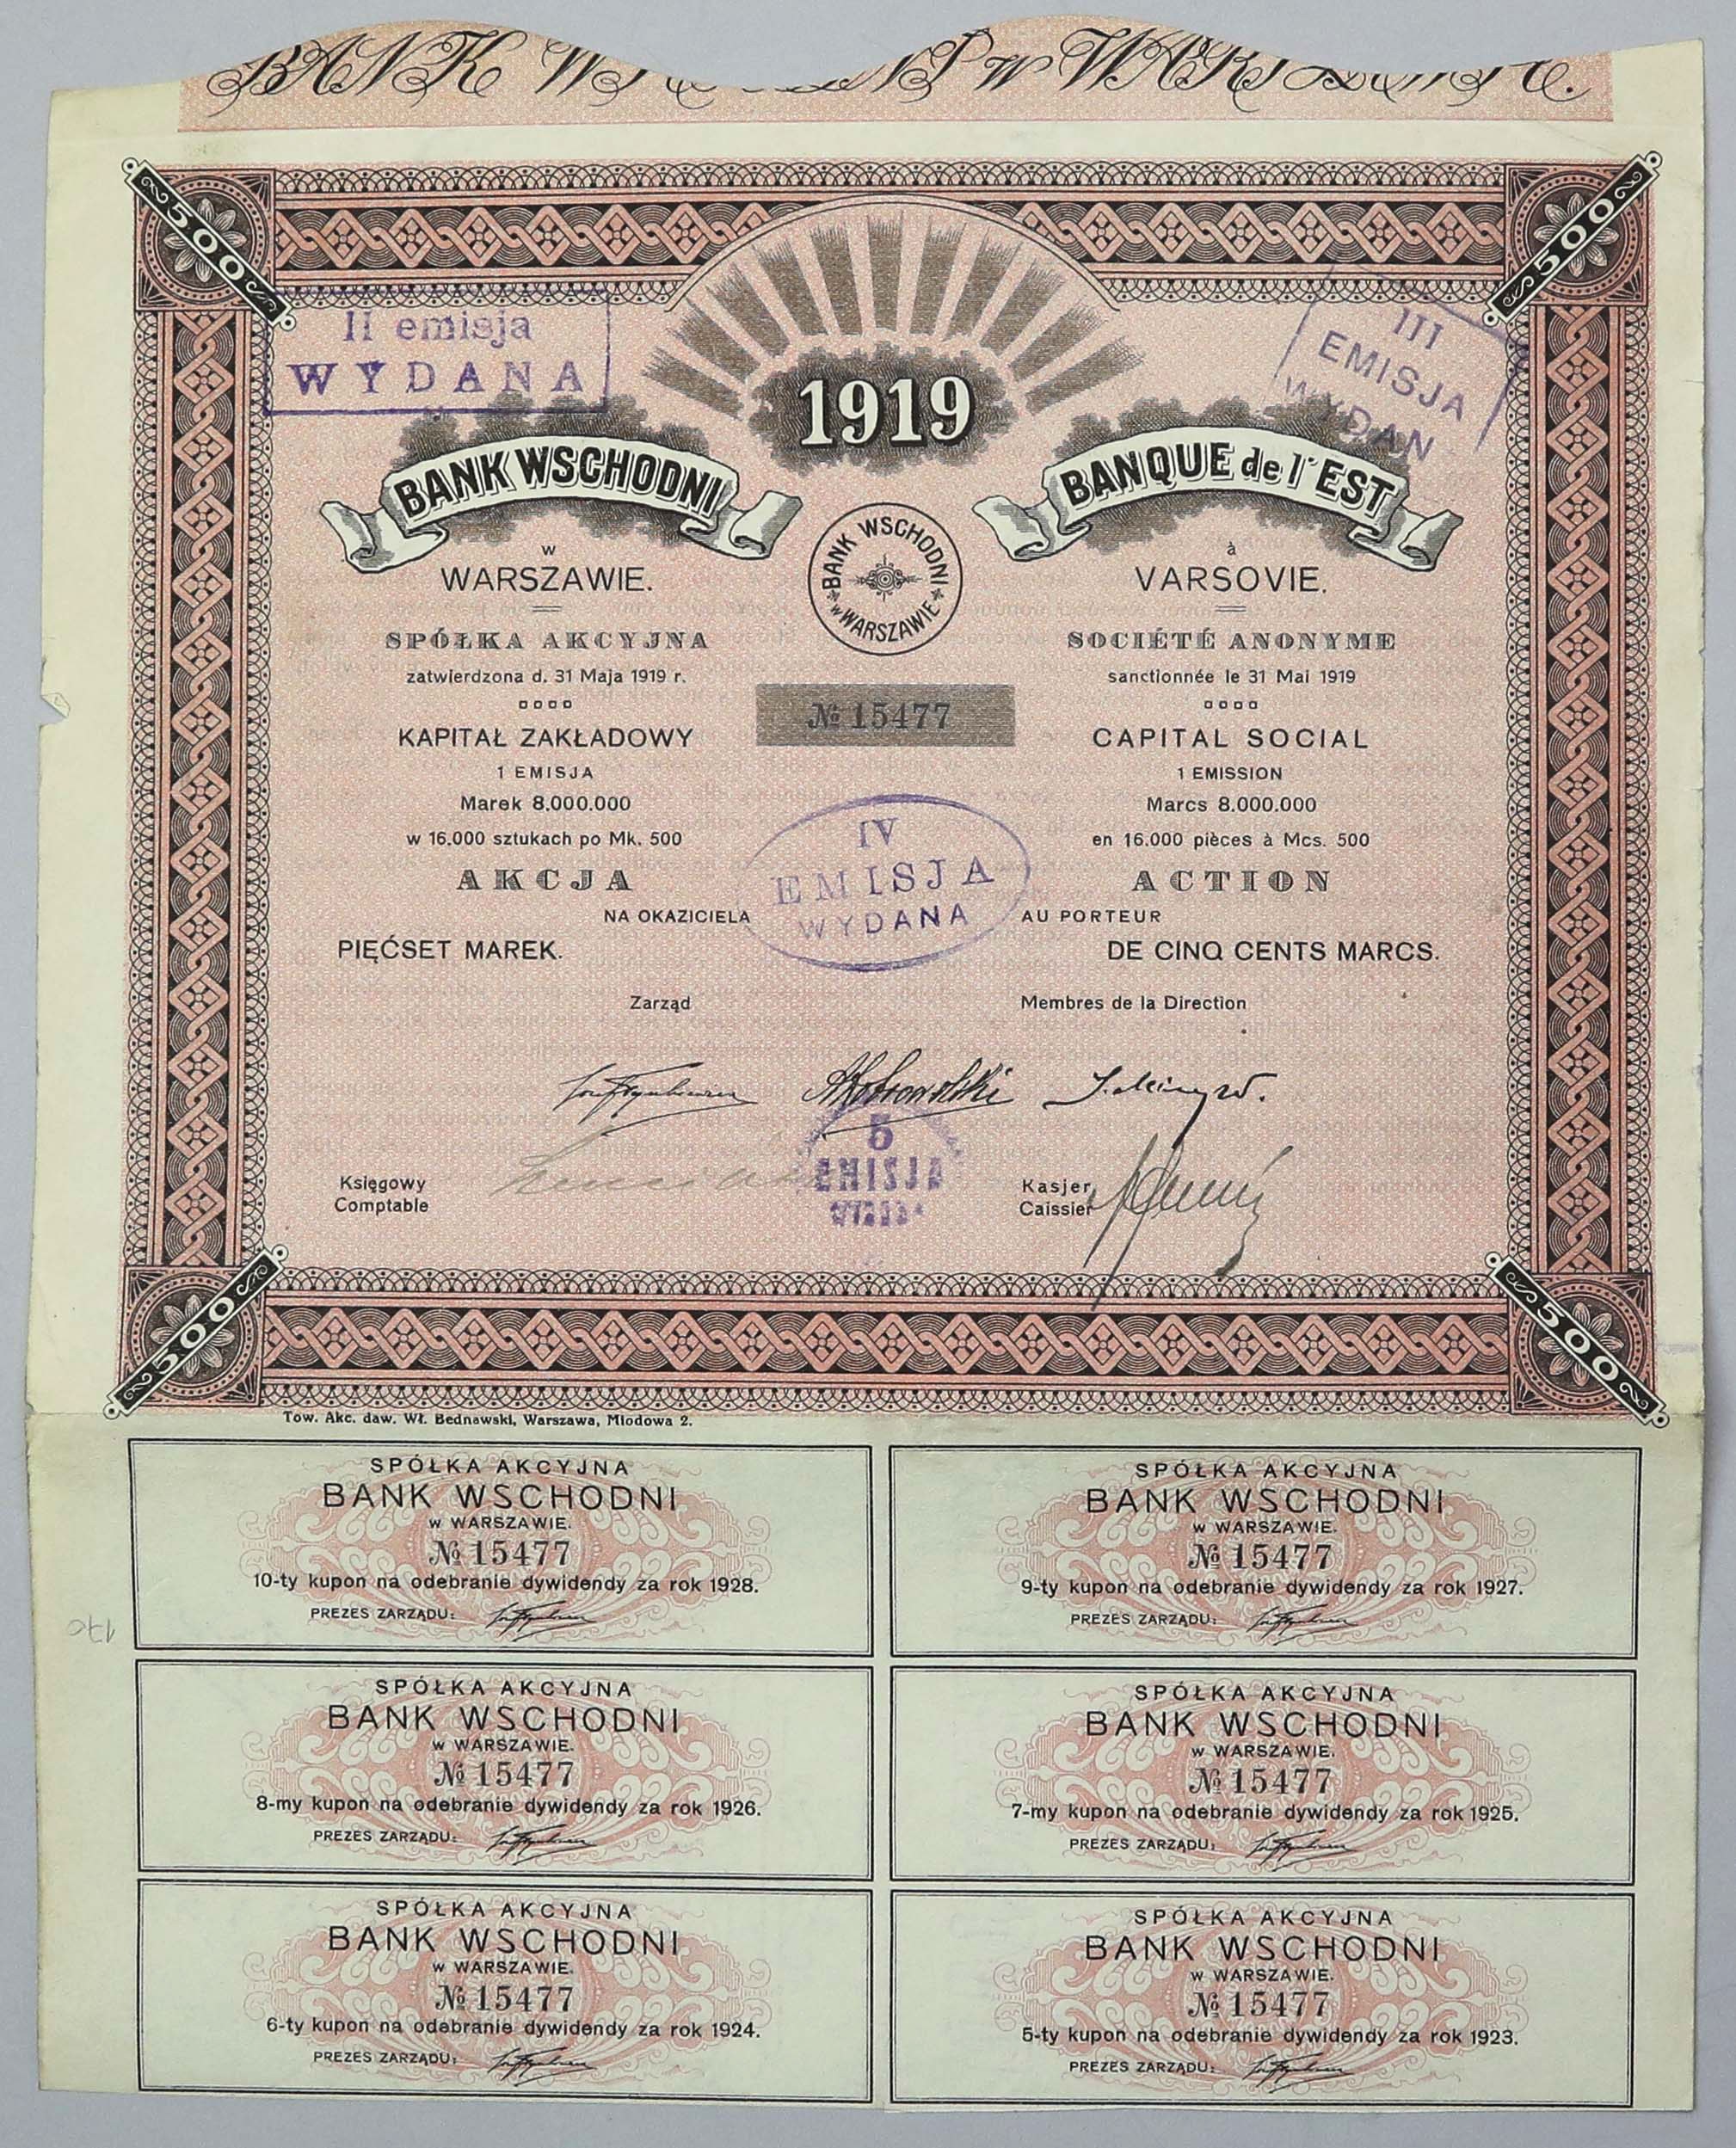 500
500
II emisja
WYDANA
III
EMISJA
WYDAN
1919
BANK WSCHODNI
w
WARSZAWIE.
SPÓŁKA AKCYJNA
zatwierdzona d. 31 Maja 1919 r.
KAPITAŁ ZAKŁADOWY
1 EMISJA
Marek 8.000.000
w 16.000 sztukach po Mk. 500
AKCJA
NA OKAZICIELA
PIĘĆSET MAREK.
Zarząd
BANK WSCHODNI
w WARSZAWIE
№ 15477
IV
EMISJA
WYDANA
BANQUE de l'EST
à
VARSOVIE.
SOCIÉTÉ ANONYME
sanctionnée le 31 Mai 1919
CAPITAL SOCIAL
1 EMISSION
Marcs 8.000.000
en 16.000 pièces à Mcs. 500
ACTION
AU PORTEUR
DE CINQ CENTS MARCS.
Membres de la Direction
5
EMISJA
Księgowy
Comptable
Kasjer
Caissier
500
500
Tow. Akc. daw. Wł. Bednawski, Warszawa, Miodowa 2.
SPÓŁKA AKCYJNA
BANK WSCHODNI
w WARSZAWIE.
№ 15477
10-ty kupon na odebranie dywidendy za rok 1928.
PREZES ZARZĄDU:
SPÓŁKA AKCYJNA
BANK WSCHODNI
w WARSZAWIE.
№ 15477
9-ty kupon na odebranie dywidendy za rok 1927.
PREZES ZARZĄDU:
170
SPÓŁKA AKCYJNA
BANK WSCHODNI
w WARSZAWIE.
№ 15477
8-my kupon na odebranie dywidendy za rok 1926.
PREZES ZARZĄDU:
SPÓŁKA AKCYJNA
BANK WSCHODNI
w WARSZAWIE.
№ 15477
7-my kupon na odebranie dywidendy za rok 1925.
PREZES ZARZĄDU:
SPÓŁKA AKCYJNA
BANK WSCHODNI
w WARSZAWIE.
№ 15477
6-ty kupon na odebranie dywidendy za rok 1924.
PREZES ZARZĄDU:
SPÓŁKA AKCYJNA
BANK WSCHODNI
w WARSZAWIE.
№ 15477
5-ty kupon na odebranie dywidendy za rok 1923.
PREZES ZARZĄDU: